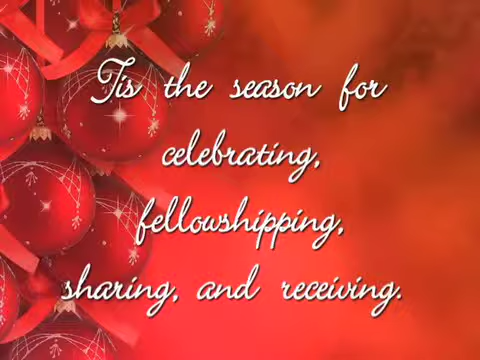 Tis the season for
celebrating,
fellowshipping,
sharing, and receiving.